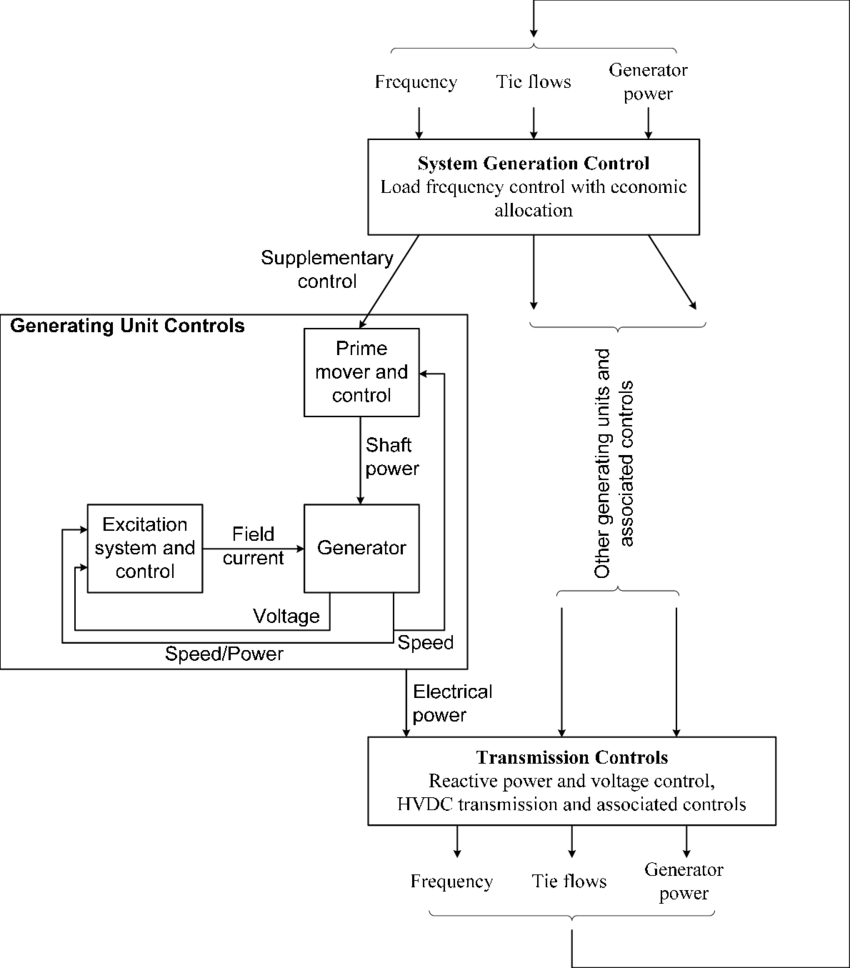 Frequency
Tie flows
Generator
power
System Generation Control
Load frequency control with economic
allocation
Supplementary
control
Generating Unit Controls
Prime
mover and
control
Shaft
power
Other generating units and
associated controls
Excitation
system and
control
Field
current
Generator
Voltage
Speed
Speed/Power
Electrical
power
Transmission Controls
Reactive power and voltage control,
HVDC transmission and associated controls
Frequency
Tie flows
Generator
power